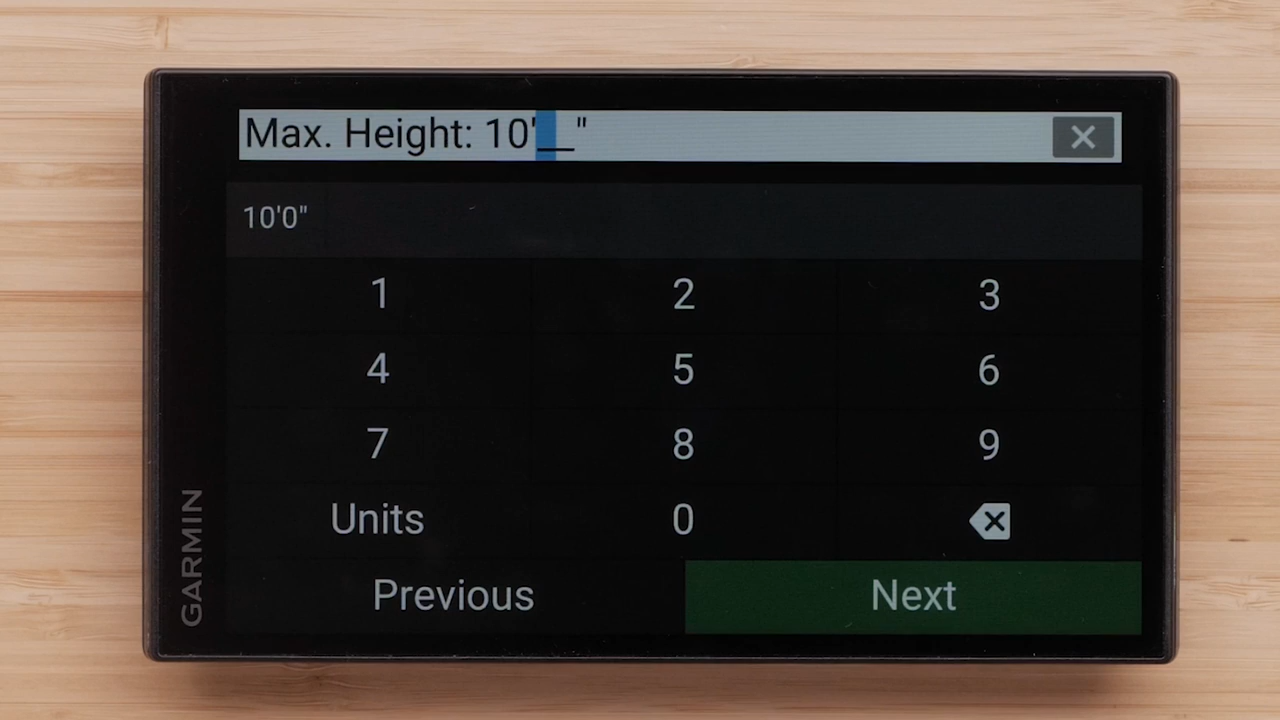 Max. Height: 10'__"
10'0"
1 2 3
4 5 6
7 8 9
Units 0
Previous Next
GARMIN